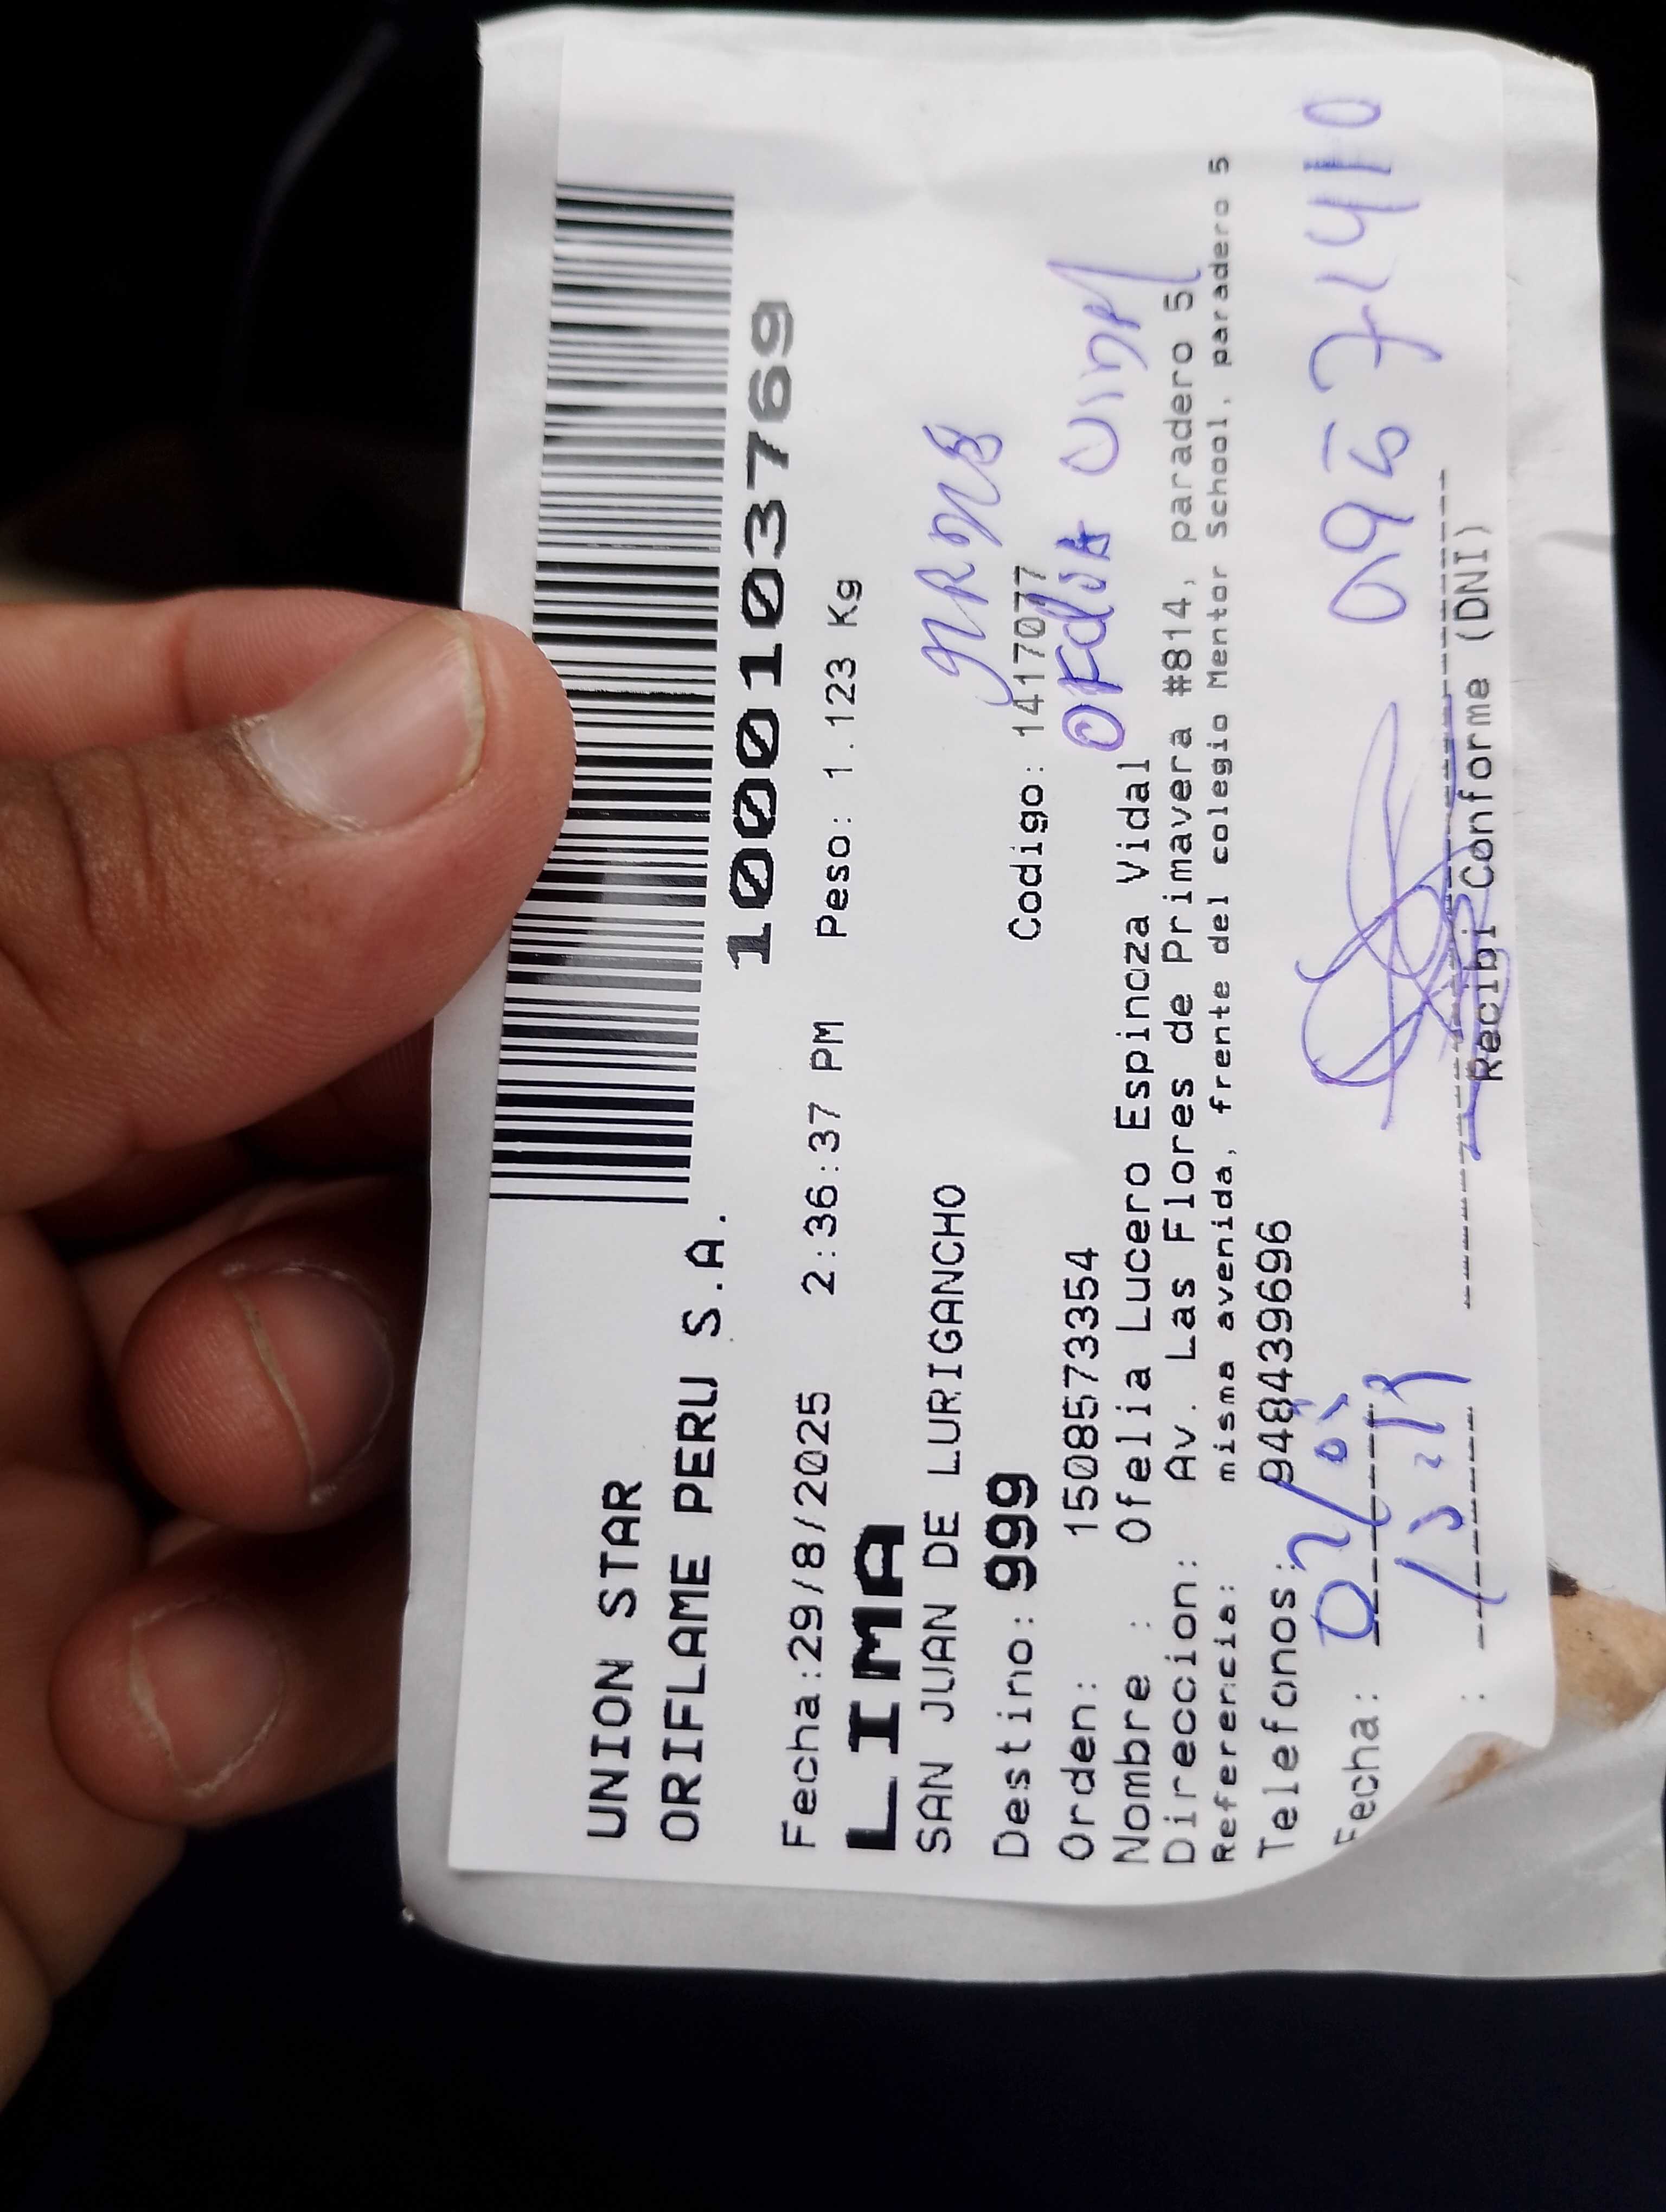 UNION STAR
ORIFLAME PERU S.A.
1000103769
Fecha:29/8/2025 2:36:37 PM Peso: 1.123 Kg
LIMA
SAN JUAN DE LURIGANCHO
Destino: 999 Codigo: 1417077
Orden: 1508573354
Nombre : Ofelia Lucero Espinoza Vidal
Direccion: Av. Las Flores de Primavera #814, paradero 5
Referencia: misma avenida, frente del colegio Mentor School, paradero 5
Telefonos: 948439696
Fecha:
:
Recibi Conforme (DNI)